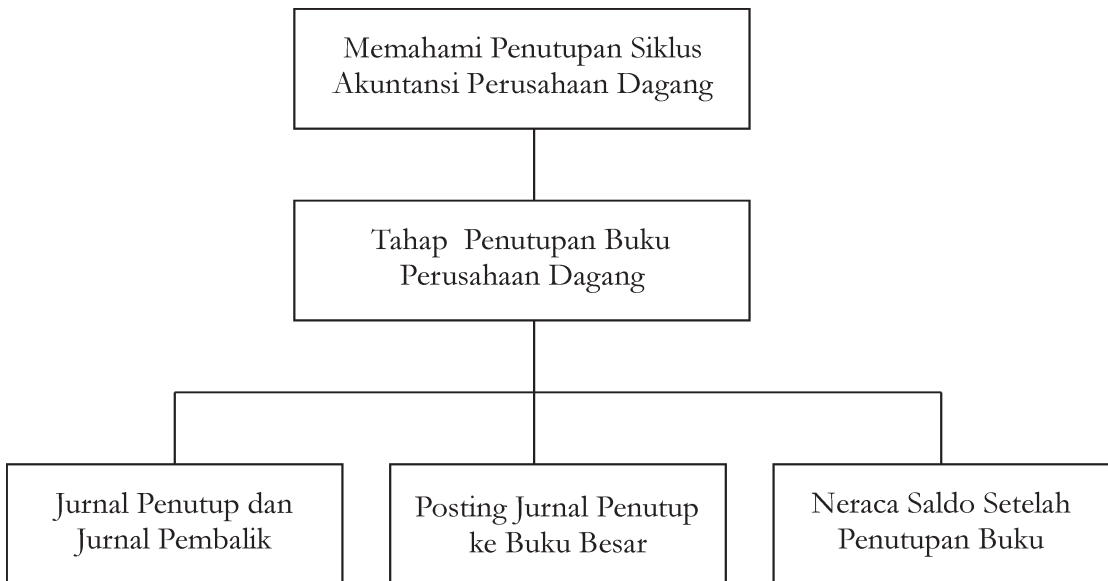 Memahami Penutupan Siklus
Akuntansi Perusahaan Dagang
Tahap Penutupan Buku
Perusahaan Dagang
Jurnal Penutup dan
Jurnal Pembalik
Posting Jurnal Penutup
ke Buku Besar
Neraca Saldo Setelah
Penutupan Buku